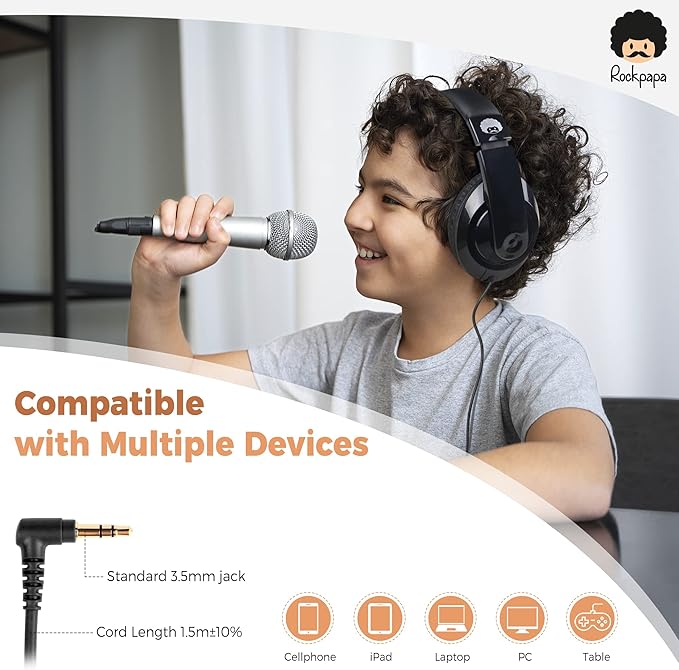 Rockpapa
Compatible
with Multiple Devices
Standard 3.5mm jack
Cord Length 1.5m±10%
Cellphone
iPad
Laptop
PC
Table